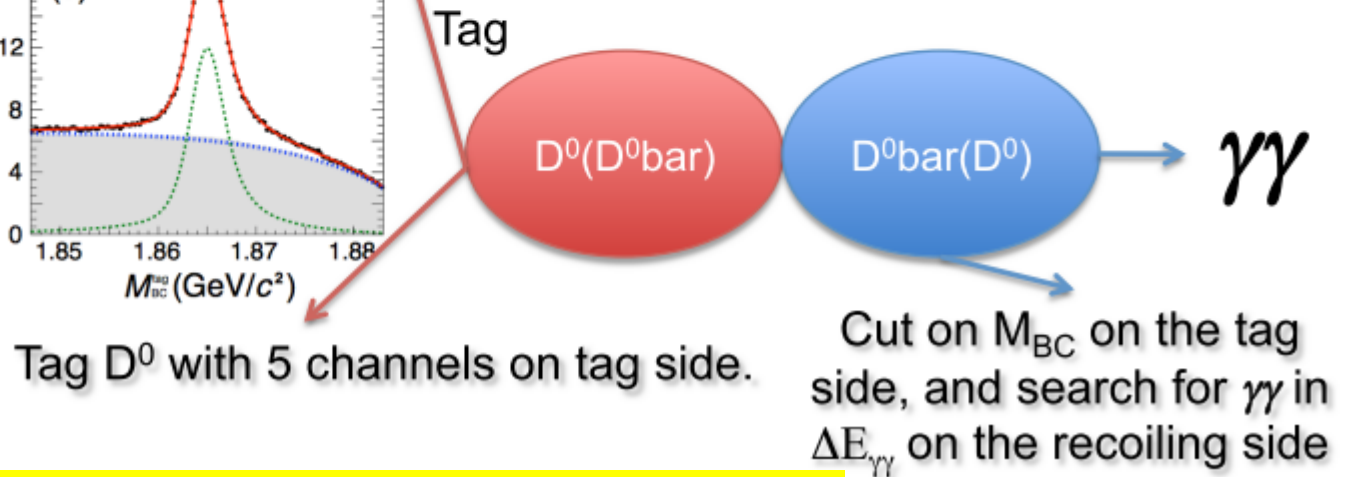 Tag
12
8
4
0
1.85 1.86 1.87 1.88
M_BC^tag (GeV/c²)
D⁰(D⁰bar)
D⁰bar(D⁰)
γγ
Tag D⁰ with 5 channels on tag side.
Cut on M_BC on the tag
side, and search for γγ in
ΔE_γγ on the recoiling side